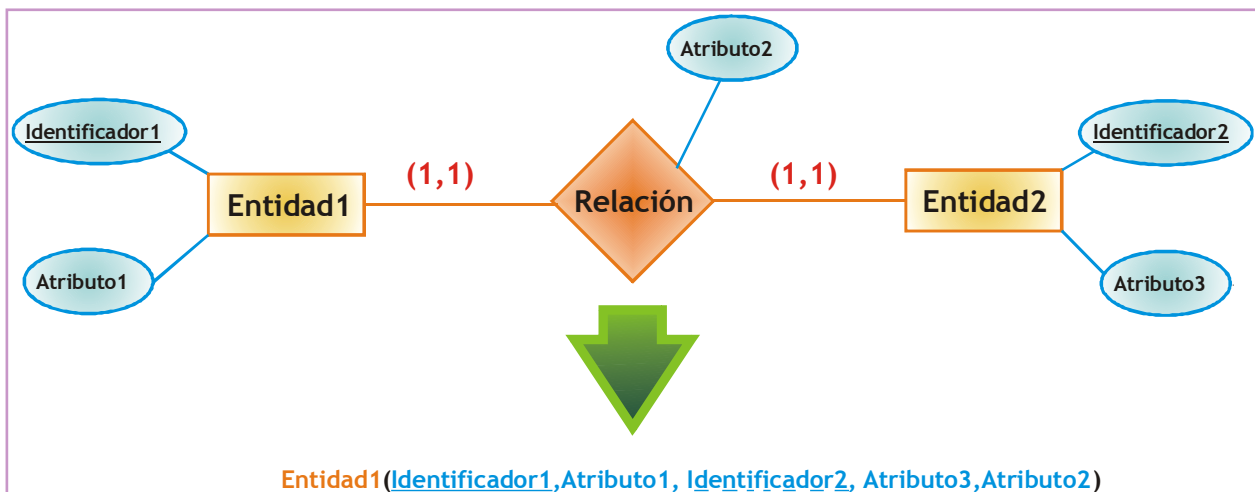 Atributo2
Identificador1
Identificador2
(1,1)
(1,1)
Entidad1
Relación
Entidad2
Atributo1
Atributo3
Entidad1(Identificador1,Atributo1, Identificador2, Atributo3,Atributo2)